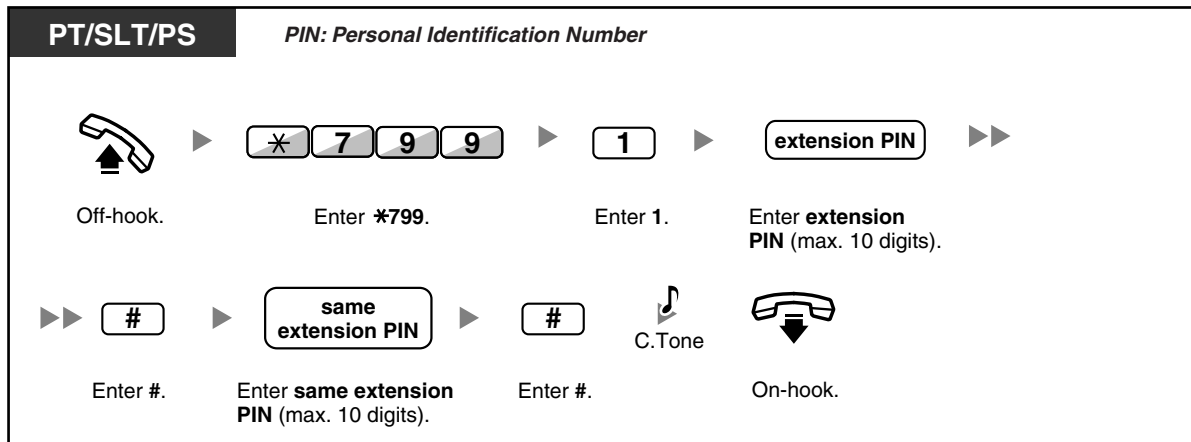 PT/SLT/PS
PIN: Personal Identification Number
* 7 9 9
1
extension PIN
Off-hook.
Enter *799.
Enter 1.
Enter extension
PIN (max. 10 digits).
#
same
extension PIN
#
C.Tone
Enter #.
Enter same extension
PIN (max. 10 digits).
Enter #.
On-hook.